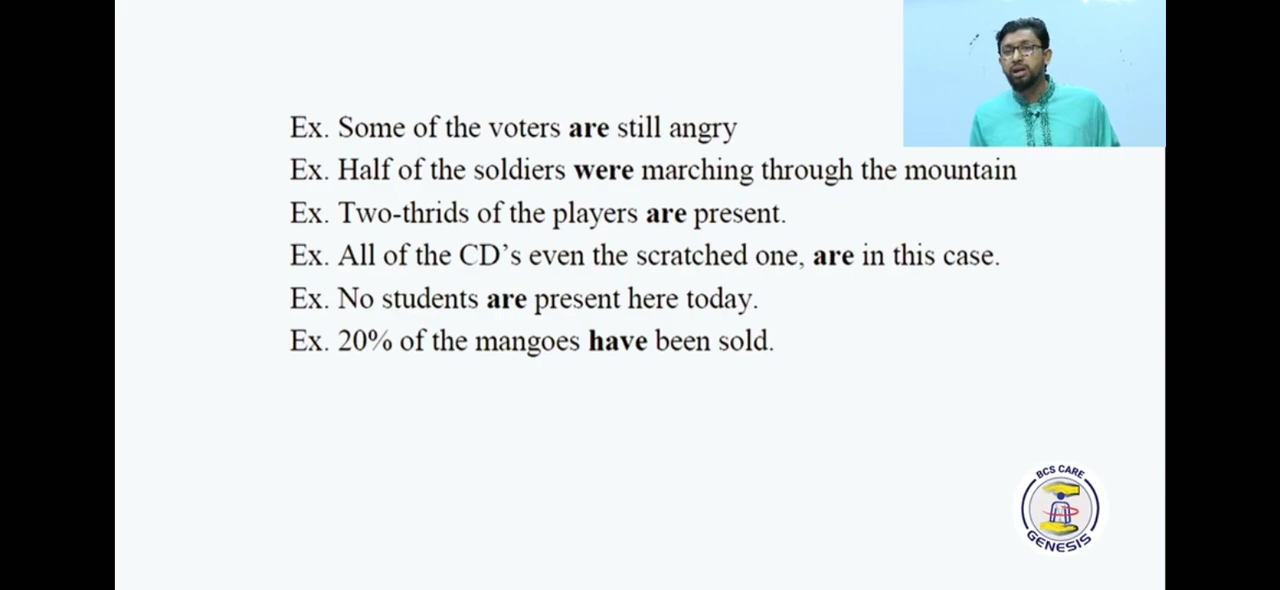 Ex. Some of the voters are still angry
Ex. Half of the soldiers were marching through the mountain
Ex. Two-thrids of the players are present.
Ex. All of the CD’s even the scratched one, are in this case.
Ex. No students are present here today.
Ex. 20% of the mangoes have been sold.
BCS CARE
GENESIS